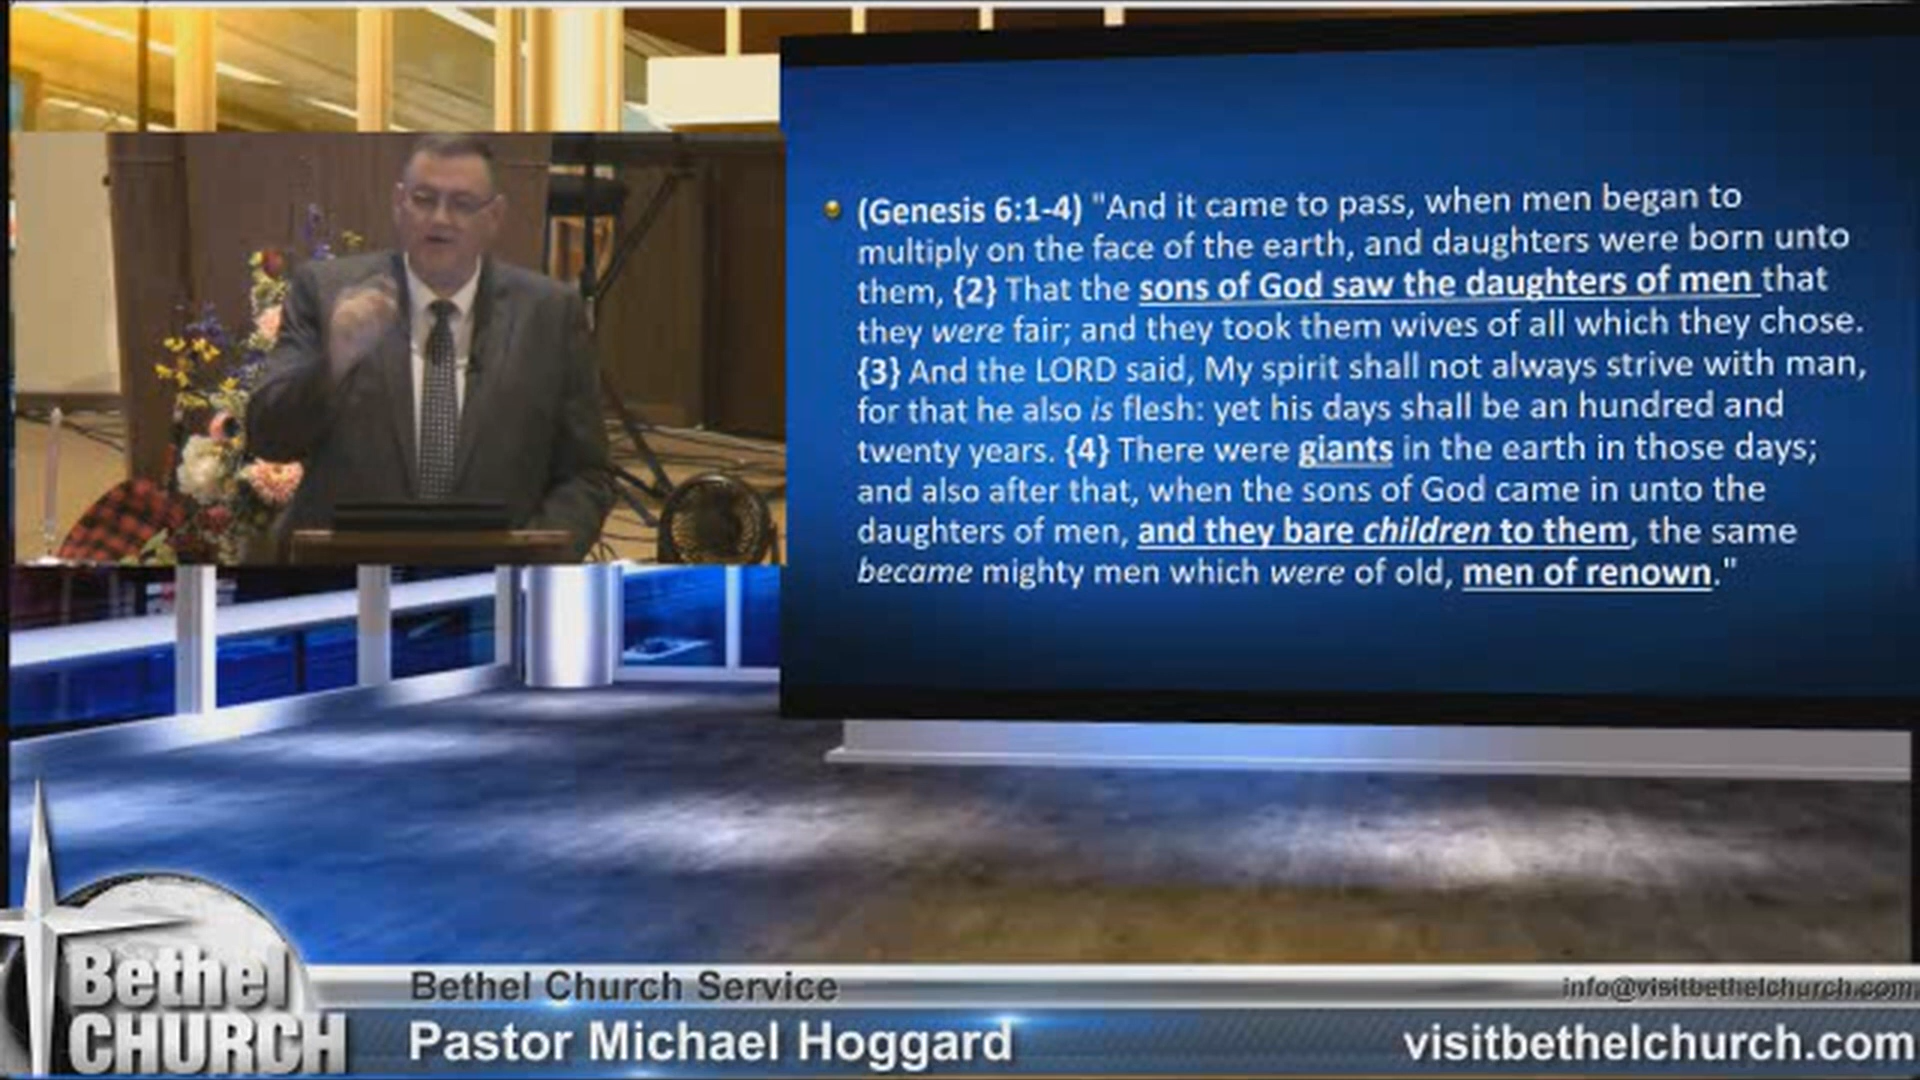 (Genesis 6:1-4) "And it came to pass, when men began to
multiply on the face of the earth, and daughters were born unto
them, {2} That the sons of God saw the daughters of men that
they were fair; and they took them wives of all which they chose.
{3} And the LORD said, My spirit shall not always strive with man,
for that he also is flesh: yet his days shall be an hundred and
twenty years. {4} There were giants in the earth in those days;
and also after that, when the sons of God came in unto the
daughters of men, and they bare children to them, the same
became mighty men which were of old, men of renown."
Bethel
CHURCH
Bethel Church Service
Pastor Michael Hoggard
info@visitbethelchurch.com
visitbethelchurch.com